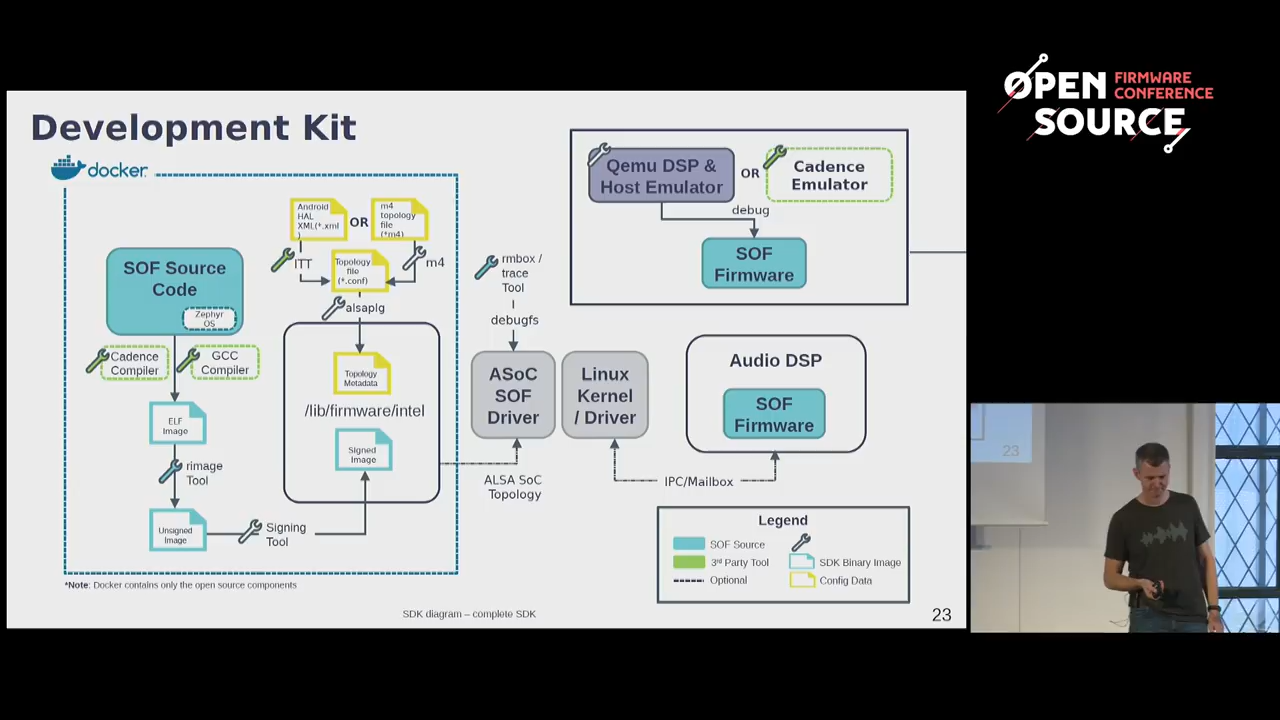 Development Kit
docker
Android
HAL
XML(*.xml
)
OR
m4
topology
file
(*m4)
ITT
Topology
file
(*.conf)
m4
alsaplg
SOF Source
Code
Zephyr
OS
Cadence
Compiler
GCC
Compiler
ELF
Image
rimage
Tool
Unsigned
Image
Signing
Tool
Topology
Metadata
/lib/firmware/intel
Signed
Image
*Note: Docker contains only the open source components
rmbox /
trace
Tool
debugfs
ASoC
SOF
Driver
Linux
Kernel
/ Driver
ALSA SoC
Topology
Qemu DSP &
Host Emulator
OR
Cadence
Emulator
debug
SOF
Firmware
Audio DSP
SOF
Firmware
IPC/Mailbox
Legend
SOF Source
3rd Party Tool
Optional
SDK Binary Image
Config Data
SDK diagram – complete SDK
23
OPEN
FIRMWARE
CONFERENCE
SOURCE
23